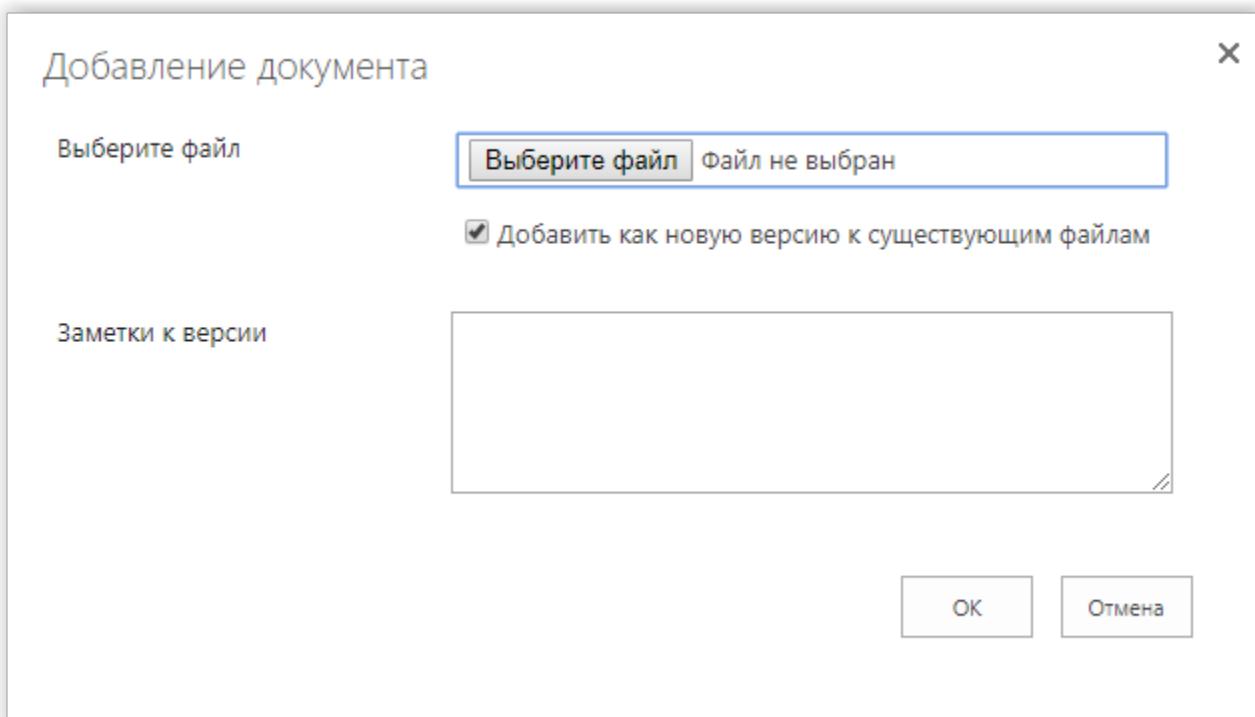 Добавление документа
Выберите файл
Выберите файл Файл не выбран
Добавить как новую версию к существующим файлам
Заметки к версии
ОК Отмена